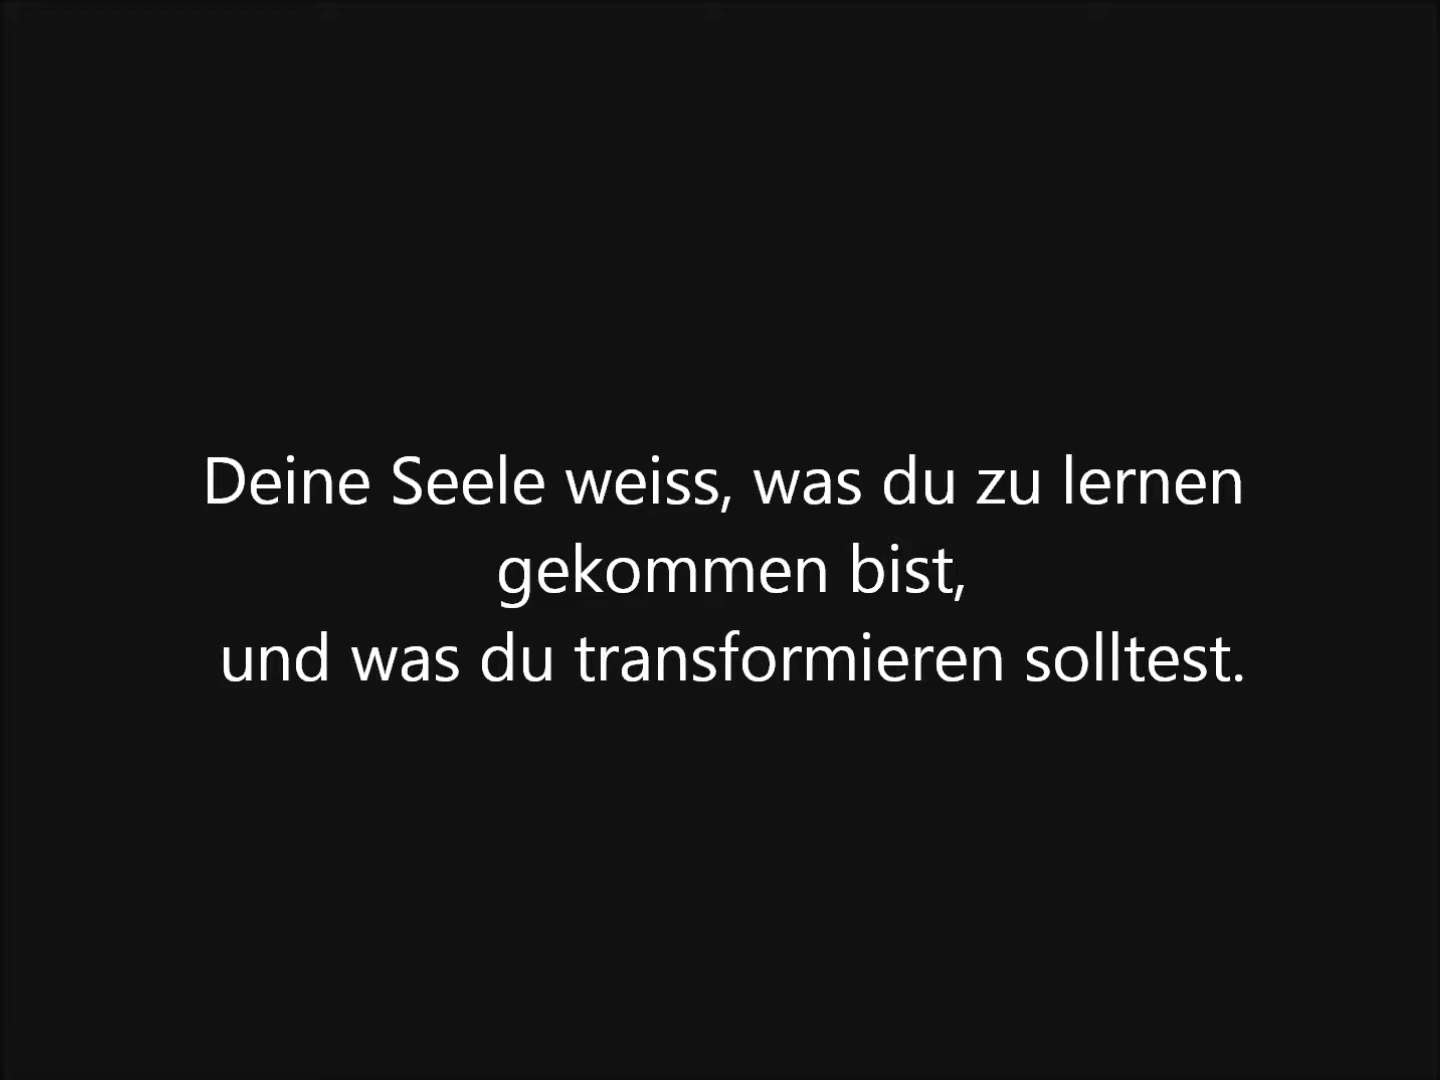 Deine Seele weiss, was du zu lernen
gekommen bist,
und was du transformieren solltest.